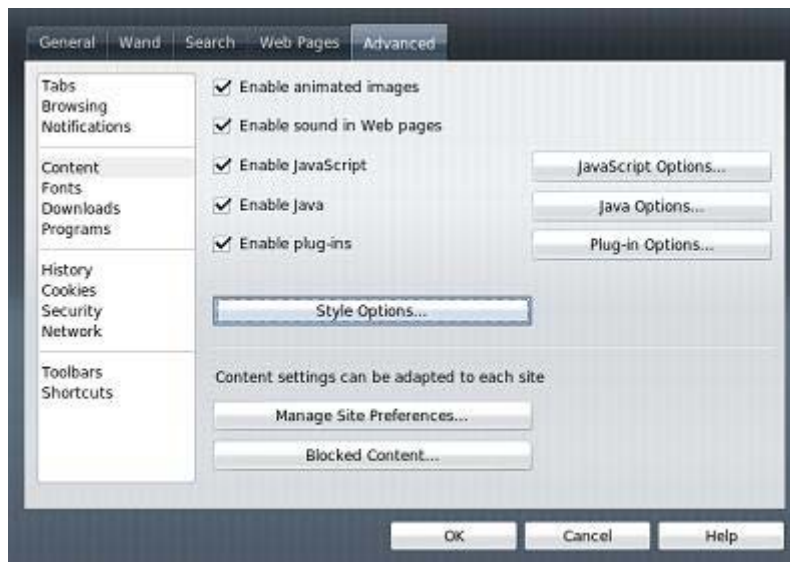 General Wand Search Web Pages Advanced
Tabs
Browsing
Notifications
Content
Fonts
Downloads
Programs
History
Cookies
Security
Network
Toolbars
Shortcuts
Enable animated images
Enable sound in Web pages
Enable JavaScript
JavaScript Options...
Enable Java
Java Options...
Enable plug-ins
Plug-in Options...
Style Options...
Content settings can be adapted to each site
Manage Site Preferences...
Blocked Content...
OK Cancel Help